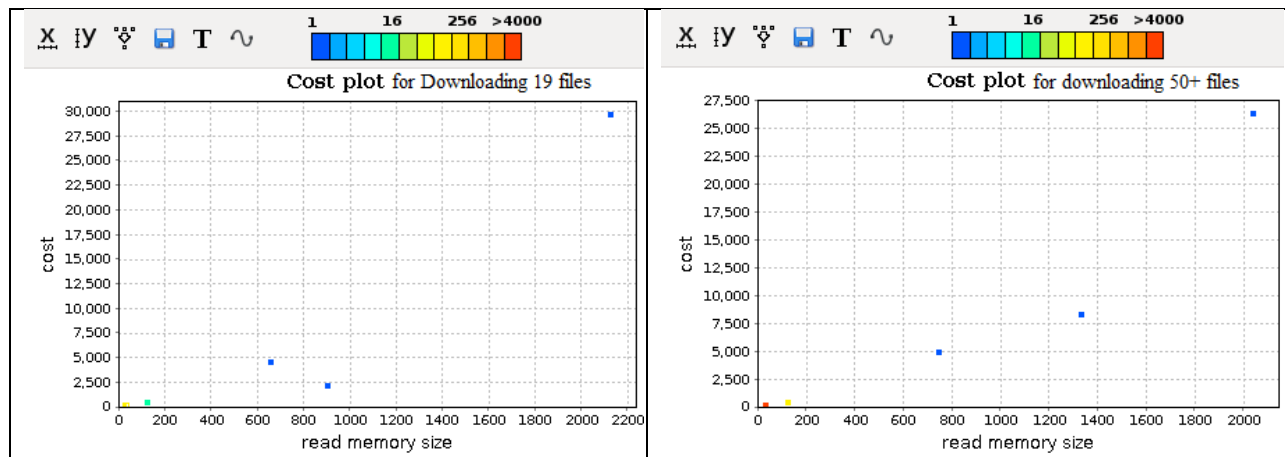 1 16 256 >4000
X Y T
Cost plot for Downloading 19 files
30,000
27,500
25,000
22,500
20,000
17,500
15,000
12,500
10,000
7,500
5,000
2,500
0
cost
0 200 400 600 800 1000 1200 1400 1600 1800 2000 2200
read memory size
1 16 256 >4000
X Y T
Cost plot for downloading 50+ files
27,500
25,000
22,500
20,000
17,500
15,000
12,500
10,000
7,500
5,000
2,500
0
cost
0 200 400 600 800 1000 1200 1400 1600 1800 2000
read memory size